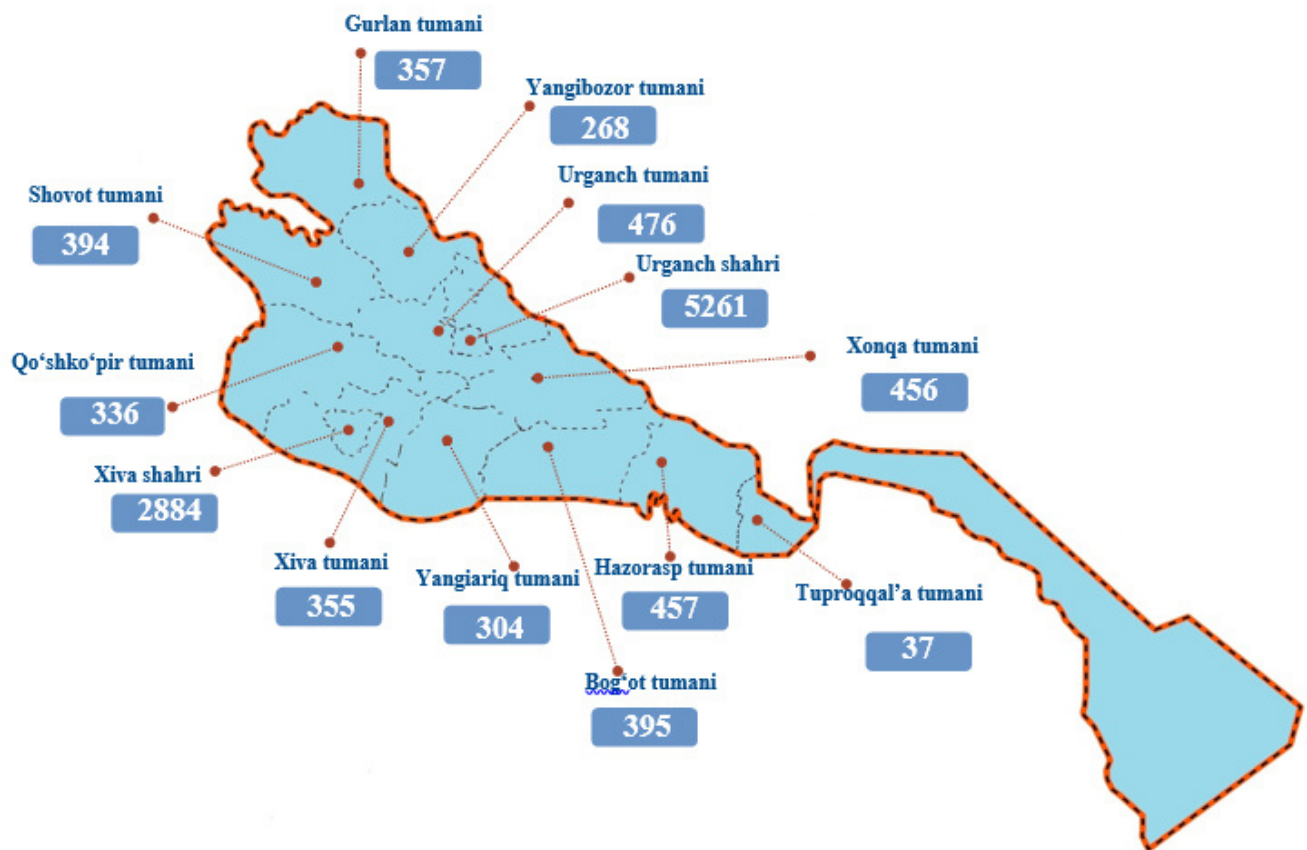 Gurlan tumani
357
Yangibozor tumani
268
Urganch tumani
476
Shovot tumani
394
Urganch shahri
5261
Xonqa tumani
456
Qo‘shko‘pir tumani
336
Xiva shahri
2884
Xiva tumani
355
Yangiariq tumani
304
Hazorasp tumani
457
Tuproqqal’a tumani
37
Bog‘ot tumani
395